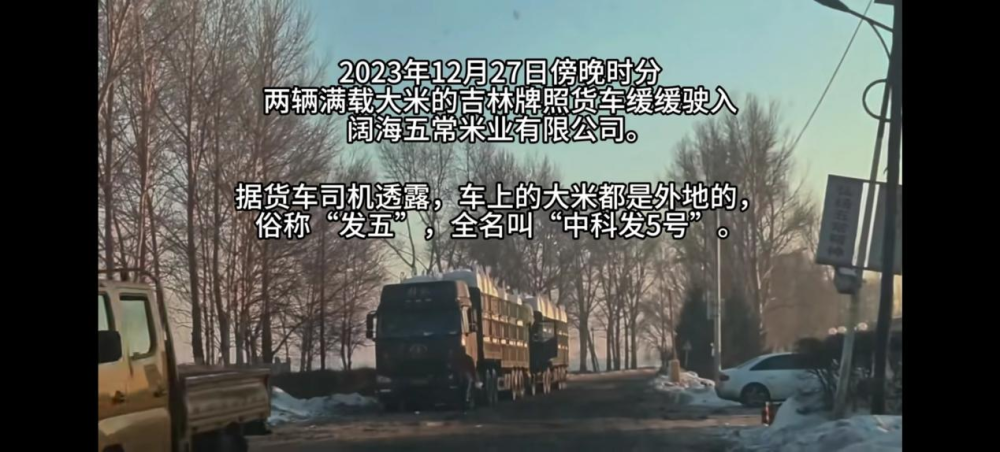 2023年12月27日傍晚时分
两辆满载大米的吉林牌照货车缓缓驶入
阔海五常米业有限公司。
据货车司机透露，车上的大米都是外地的，
俗称“发五”，全名叫“中科发5号”。